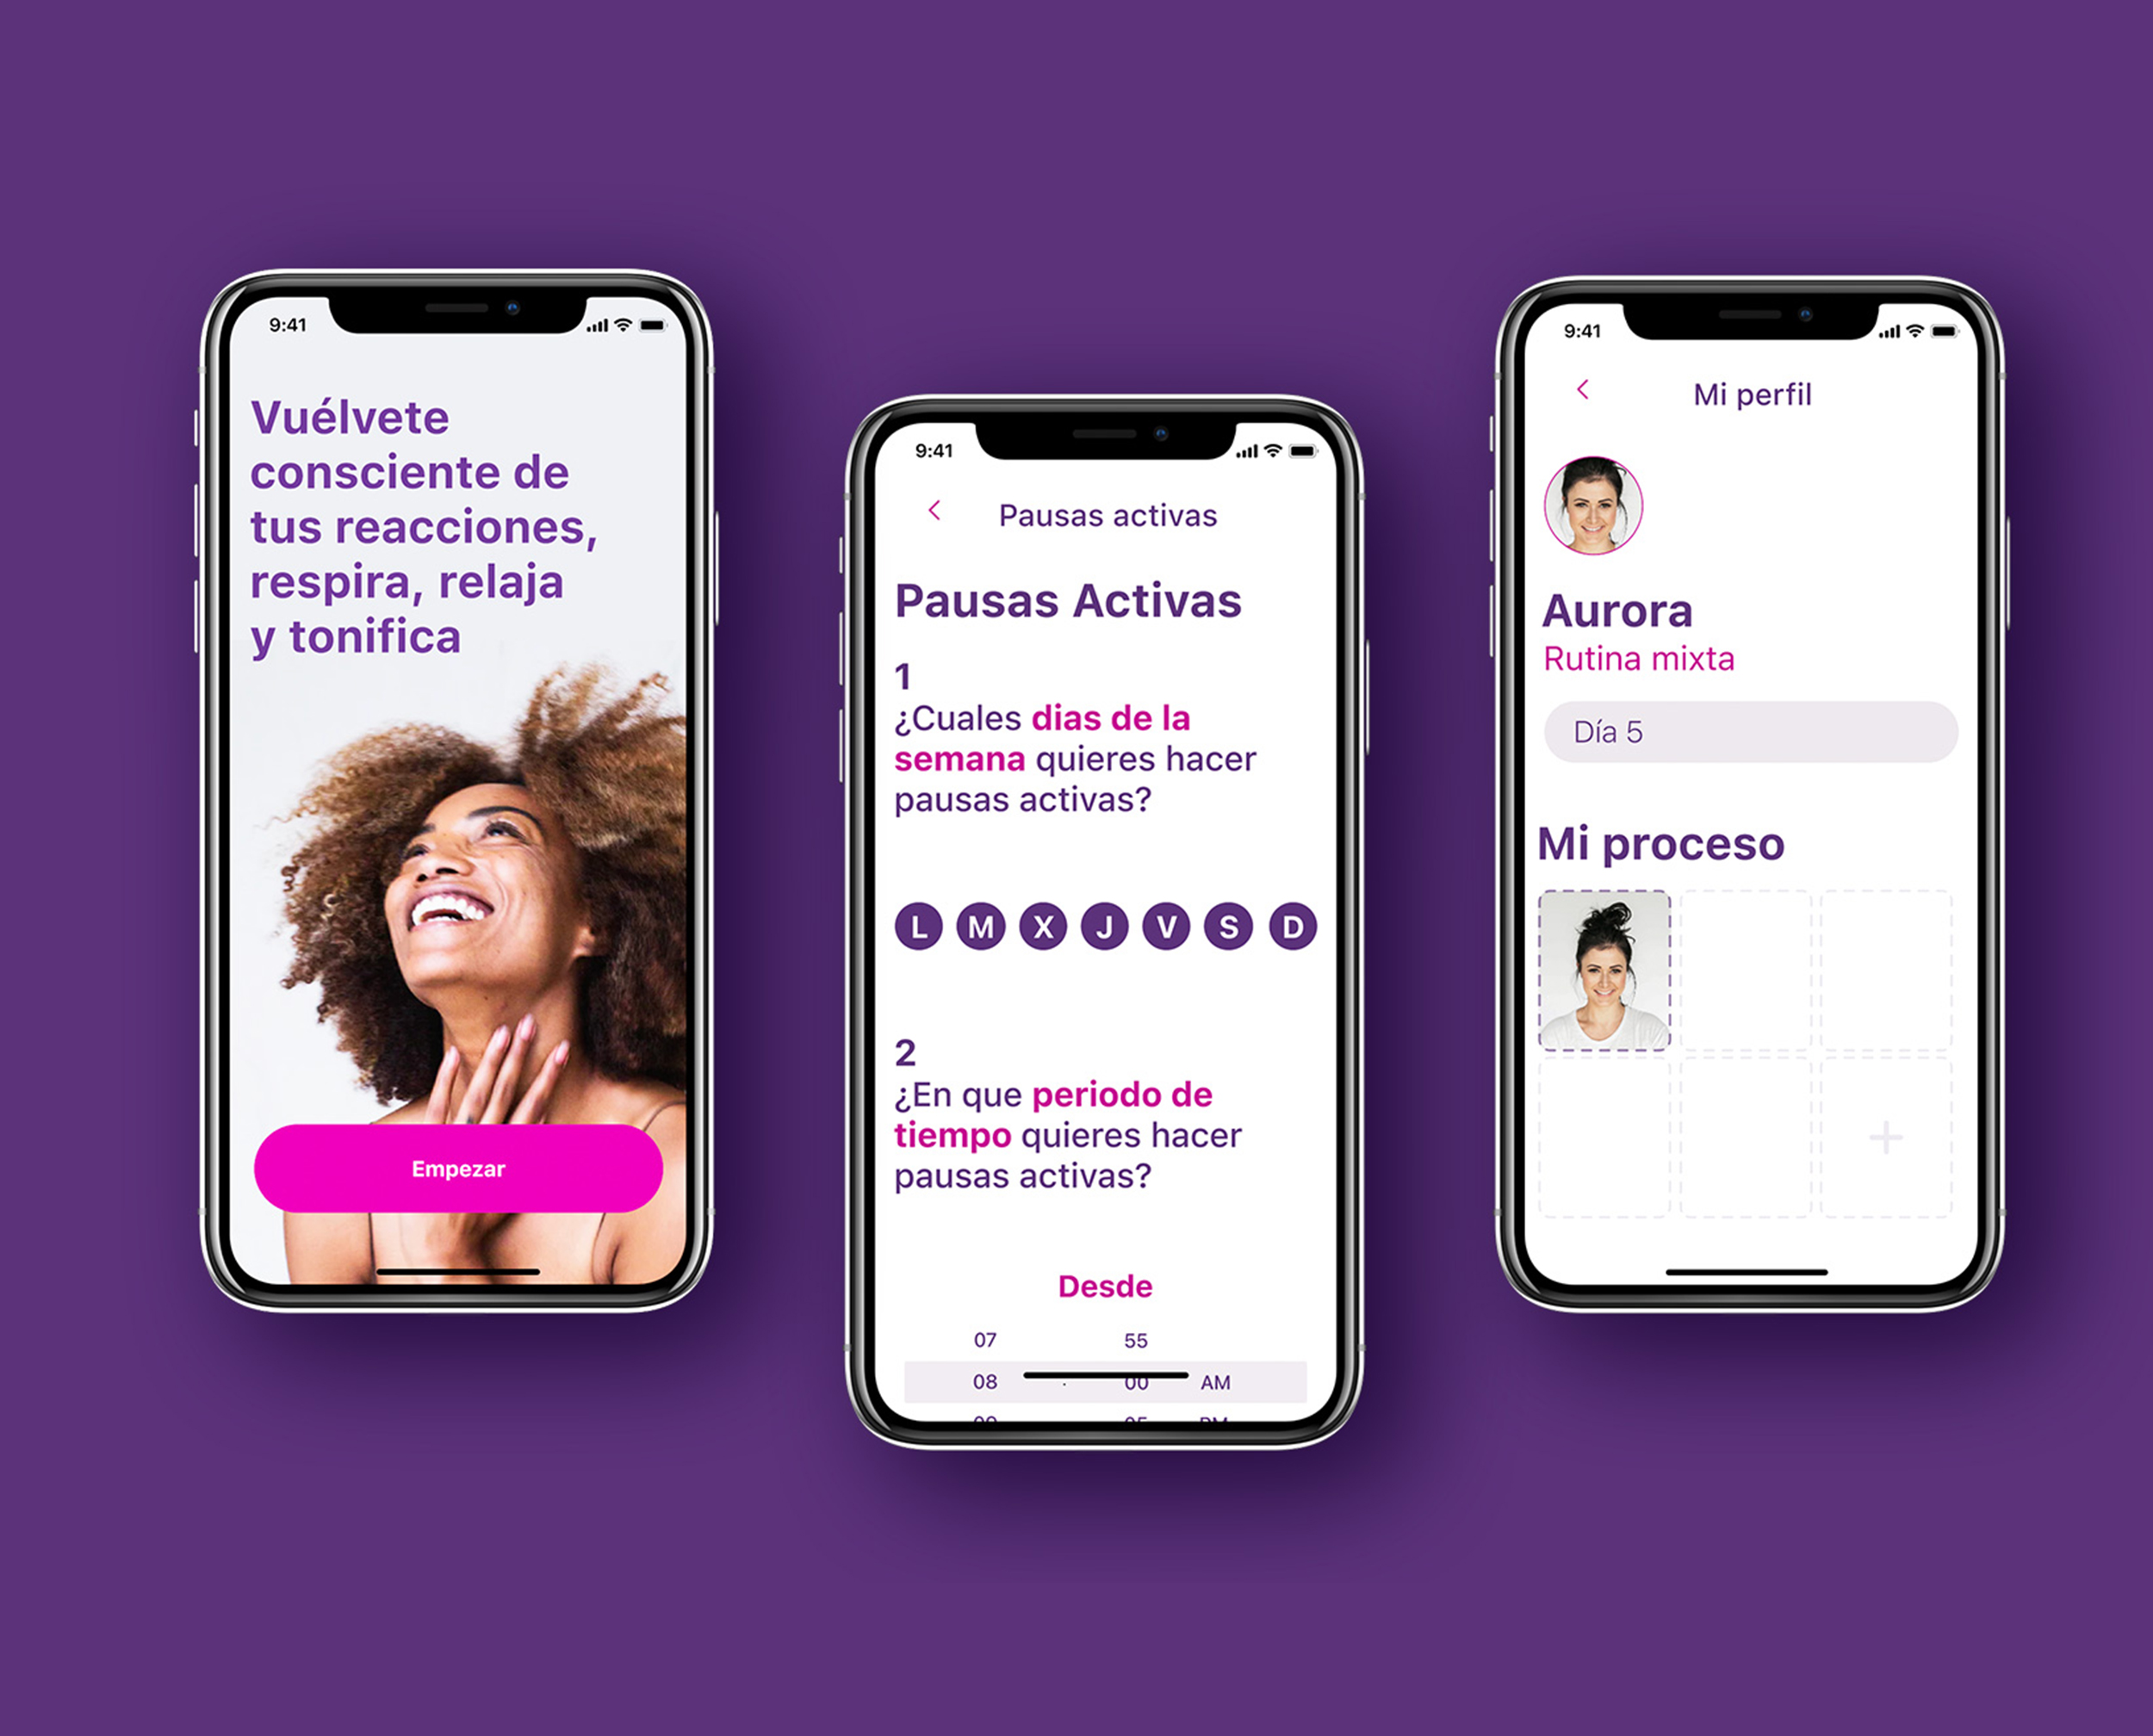 9:41
Vuélvete
consciente de
tus reacciones,
respira, relaja
y tonifica
Empezar
9:41
Pausas activas
Pausas Activas
1
¿Cuales dias de la
semana quieres hacer
pausas activas?
L M X J V S D
2
¿En que periodo de
tiempo quieres hacer
pausas activas?
Desde
07 55
08 00 AM
9:41
Mi perfil
Aurora
Rutina mixta
Día 5
Mi proceso